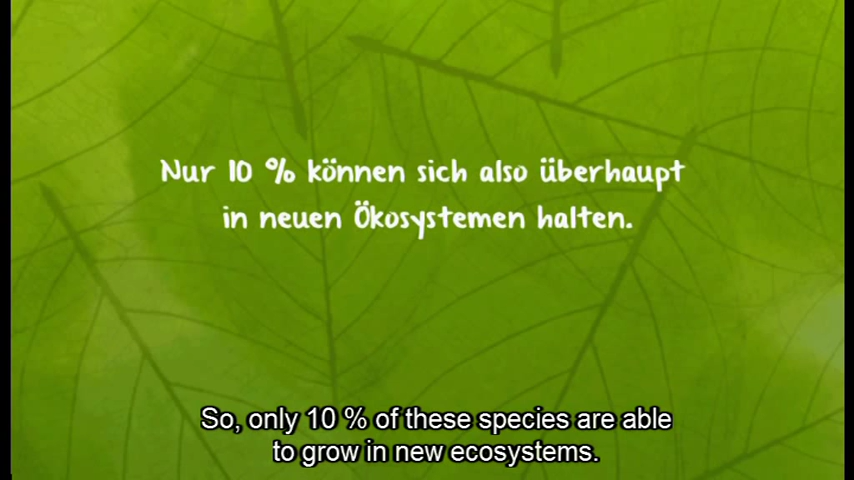 Nur 10 % können sich also überhaupt
in neuen Ökosystemen halten.
So, only 10 % of these species are able
to grow in new ecosystems.